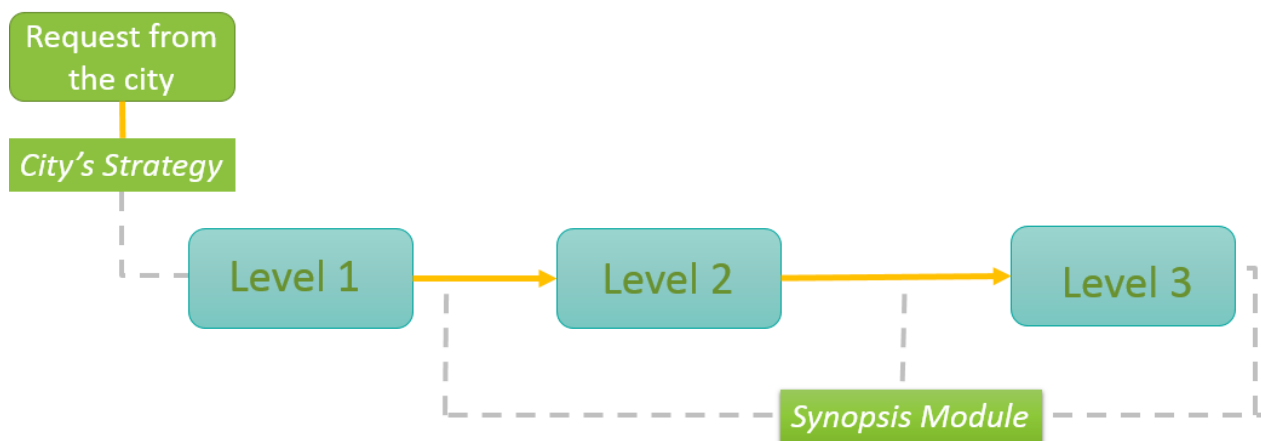 Request from
the city
City’s Strategy
Level 1
Level 2
Level 3
Synopsis Module